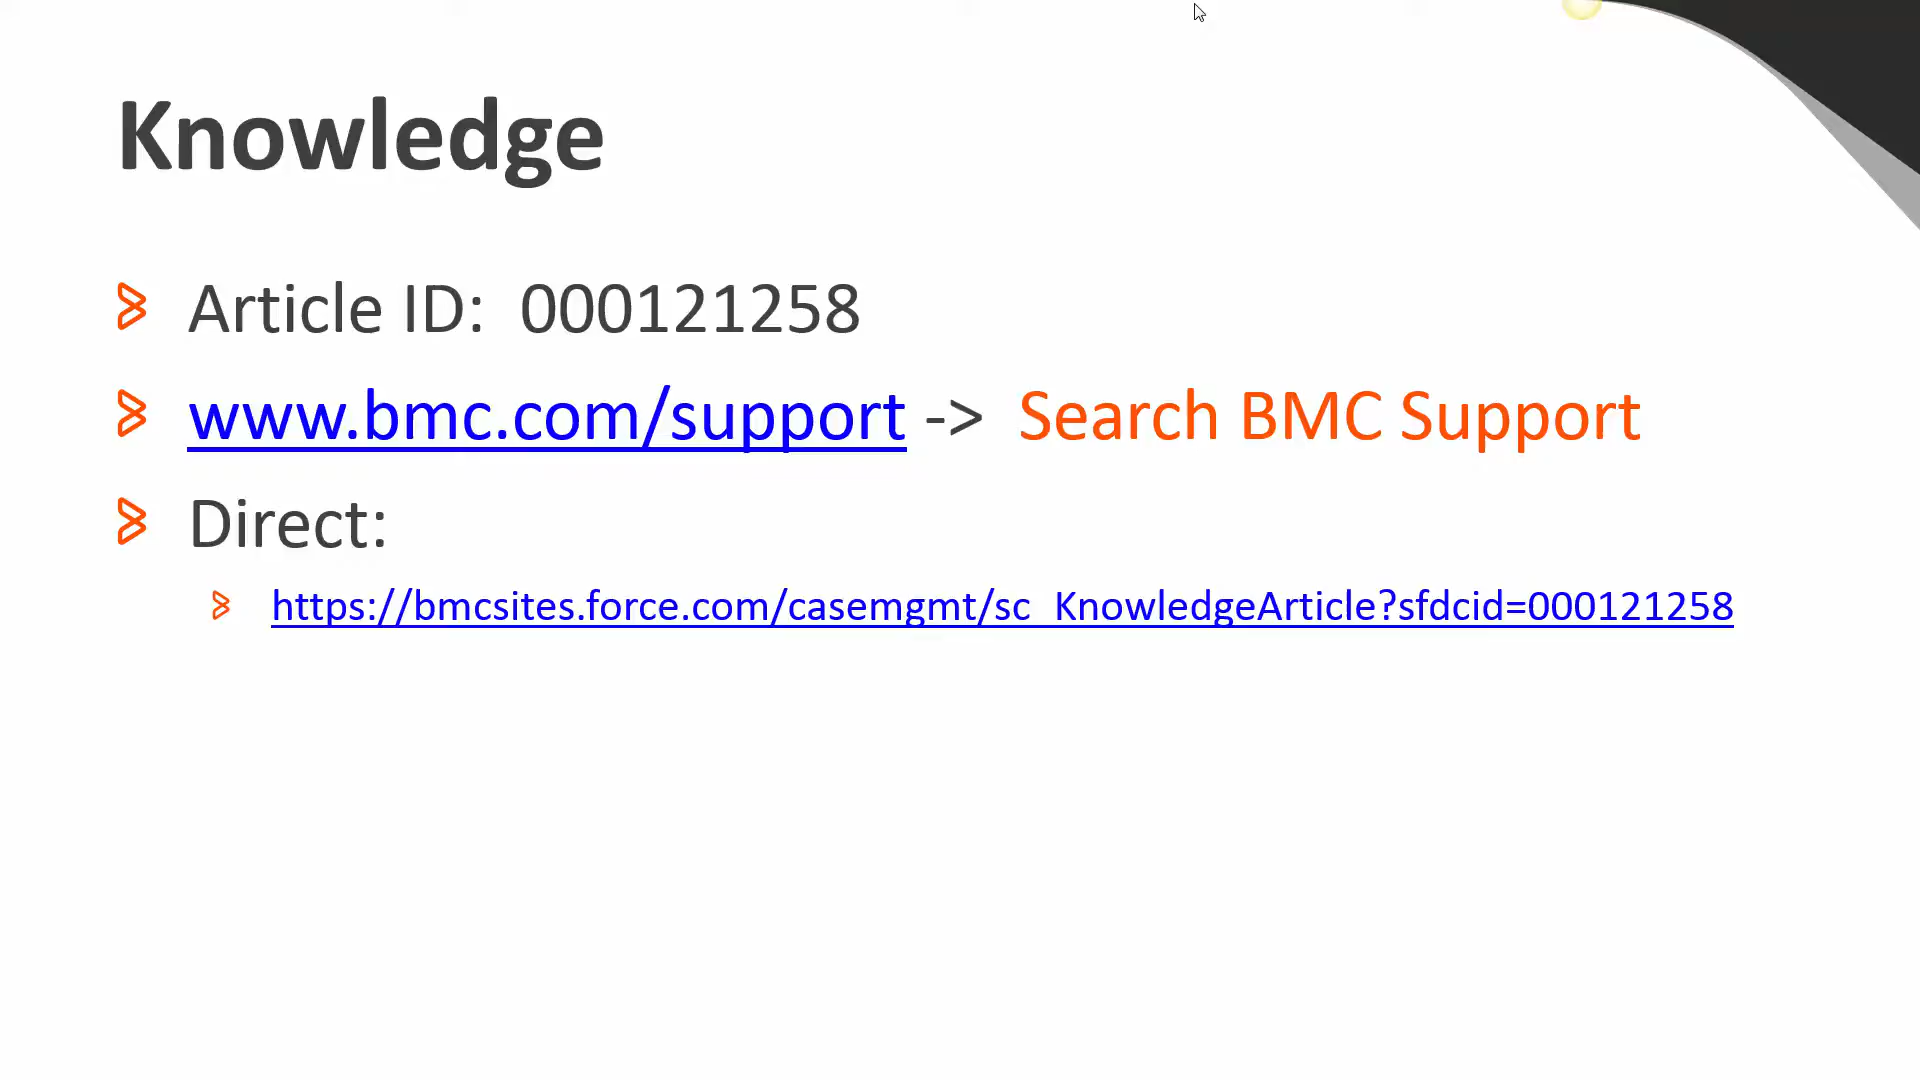 Knowledge
Article ID:  000121258
www.bmc.com/support ->  Search BMC Support
Direct:
https://bmcsites.force.com/casemgmt/sc_KnowledgeArticle?sfdcid=000121258